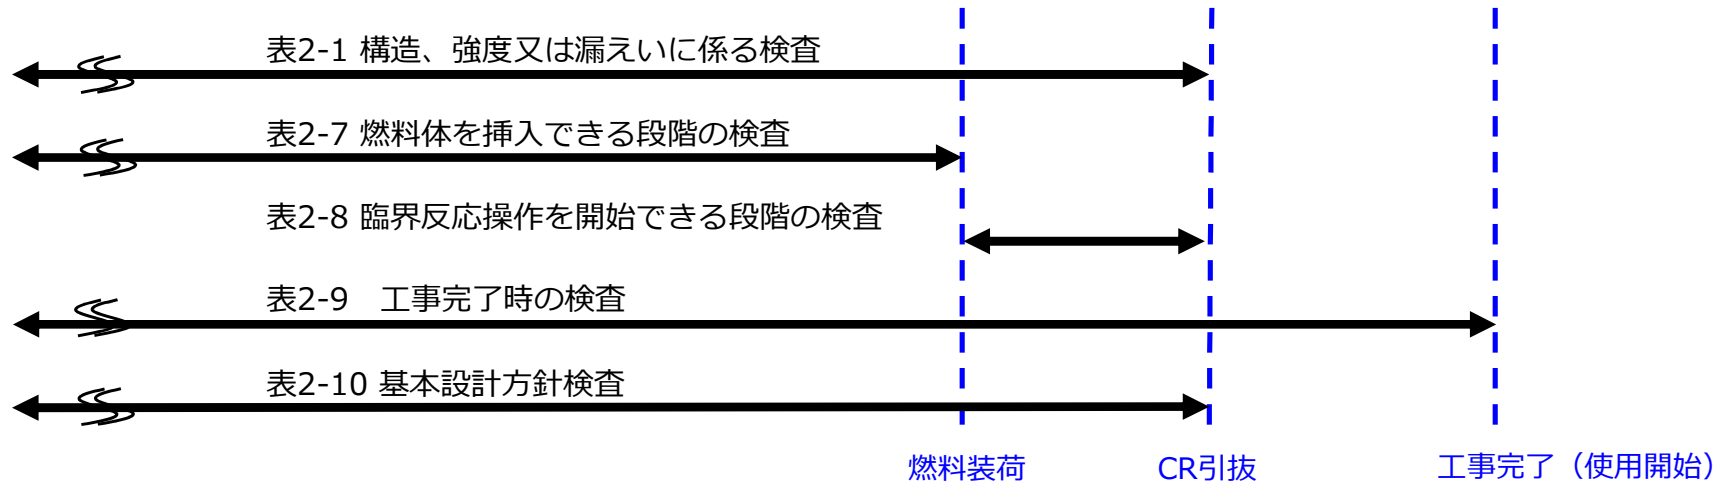 表2-1 構造、強度又は漏えいに係る検査
表2-7 燃料体を挿入できる段階の検査
表2-8 臨界反応操作を開始できる段階の検査
表2-9　工事完了時の検査
表2-10 基本設計方針検査
燃料装荷
CR引抜
工事完了（使用開始）